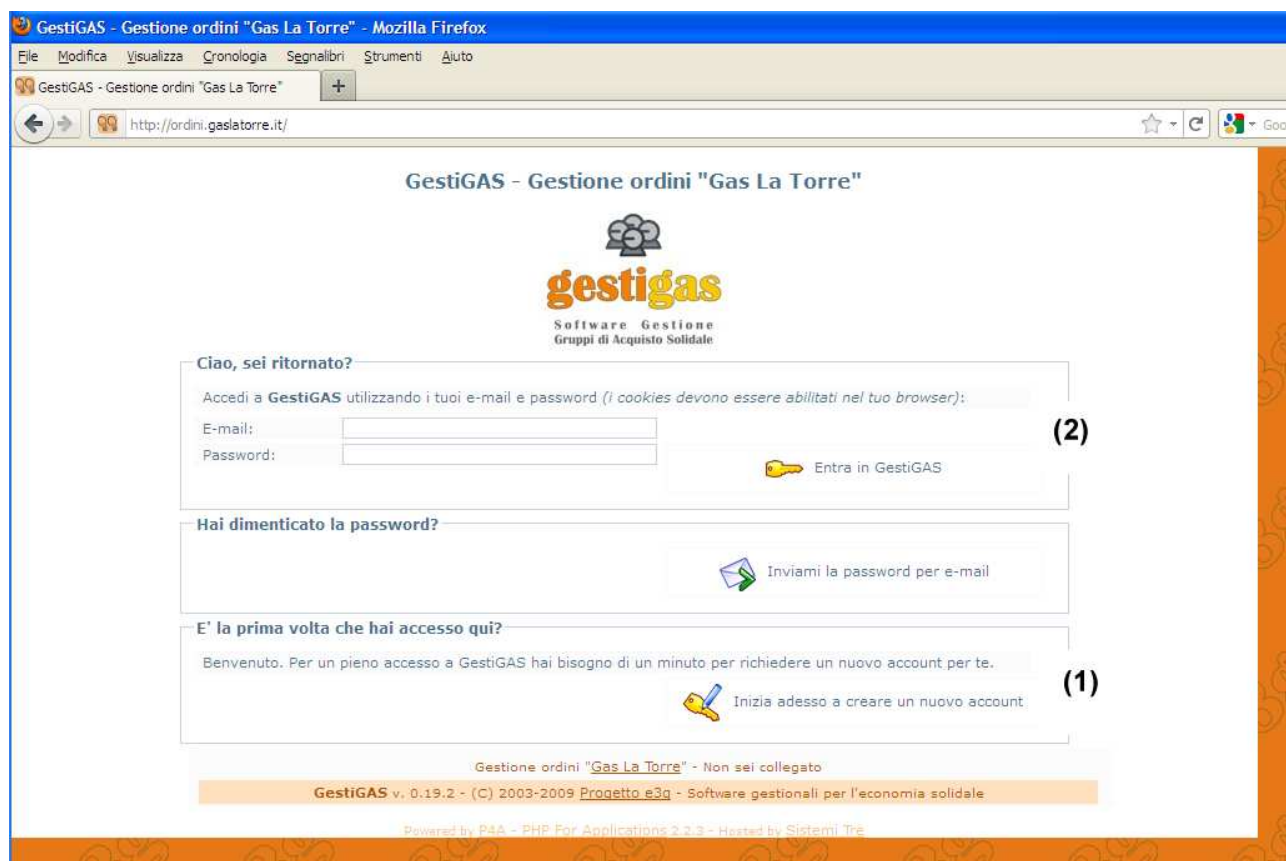 GestiGAS - Gestione ordini "Gas La Torre" - Mozilla Firefox
File Modifica Visualizza Cronologia Segnalibri Strumenti Aiuto
GestiGAS - Gestione ordini "Gas La Torre" +
http://ordini.gaslatorre.it/ Goo
GestiGAS - Gestione ordini "Gas La Torre"
gestigas
Software Gestione
Gruppi di Acquisto Solidale
Ciao, sei ritornato?
Accedi a GestiGAS utilizzando i tuoi e-mail e password (i cookies devono essere abilitati nel tuo browser):
E-mail:
(2)
Password:
Entra in GestiGAS
Hai dimenticato la password?
Inviami la password per e-mail
E' la prima volta che hai accesso qui?
Benvenuto. Per un pieno accesso a GestiGAS hai bisogno di un minuto per richiedere un nuovo account per te.
(1)
Inizia adesso a creare un nuovo account
Gestione ordini "Gas La Torre" - Non sei collegato
GestiGAS v. 0.19.2 - (C) 2003-2009 Progetto e3g - Software gestionali per l'economia solidale
Powered by P4A - PHP For Applications 2.2.3 - Hosted by Sistemi Tre